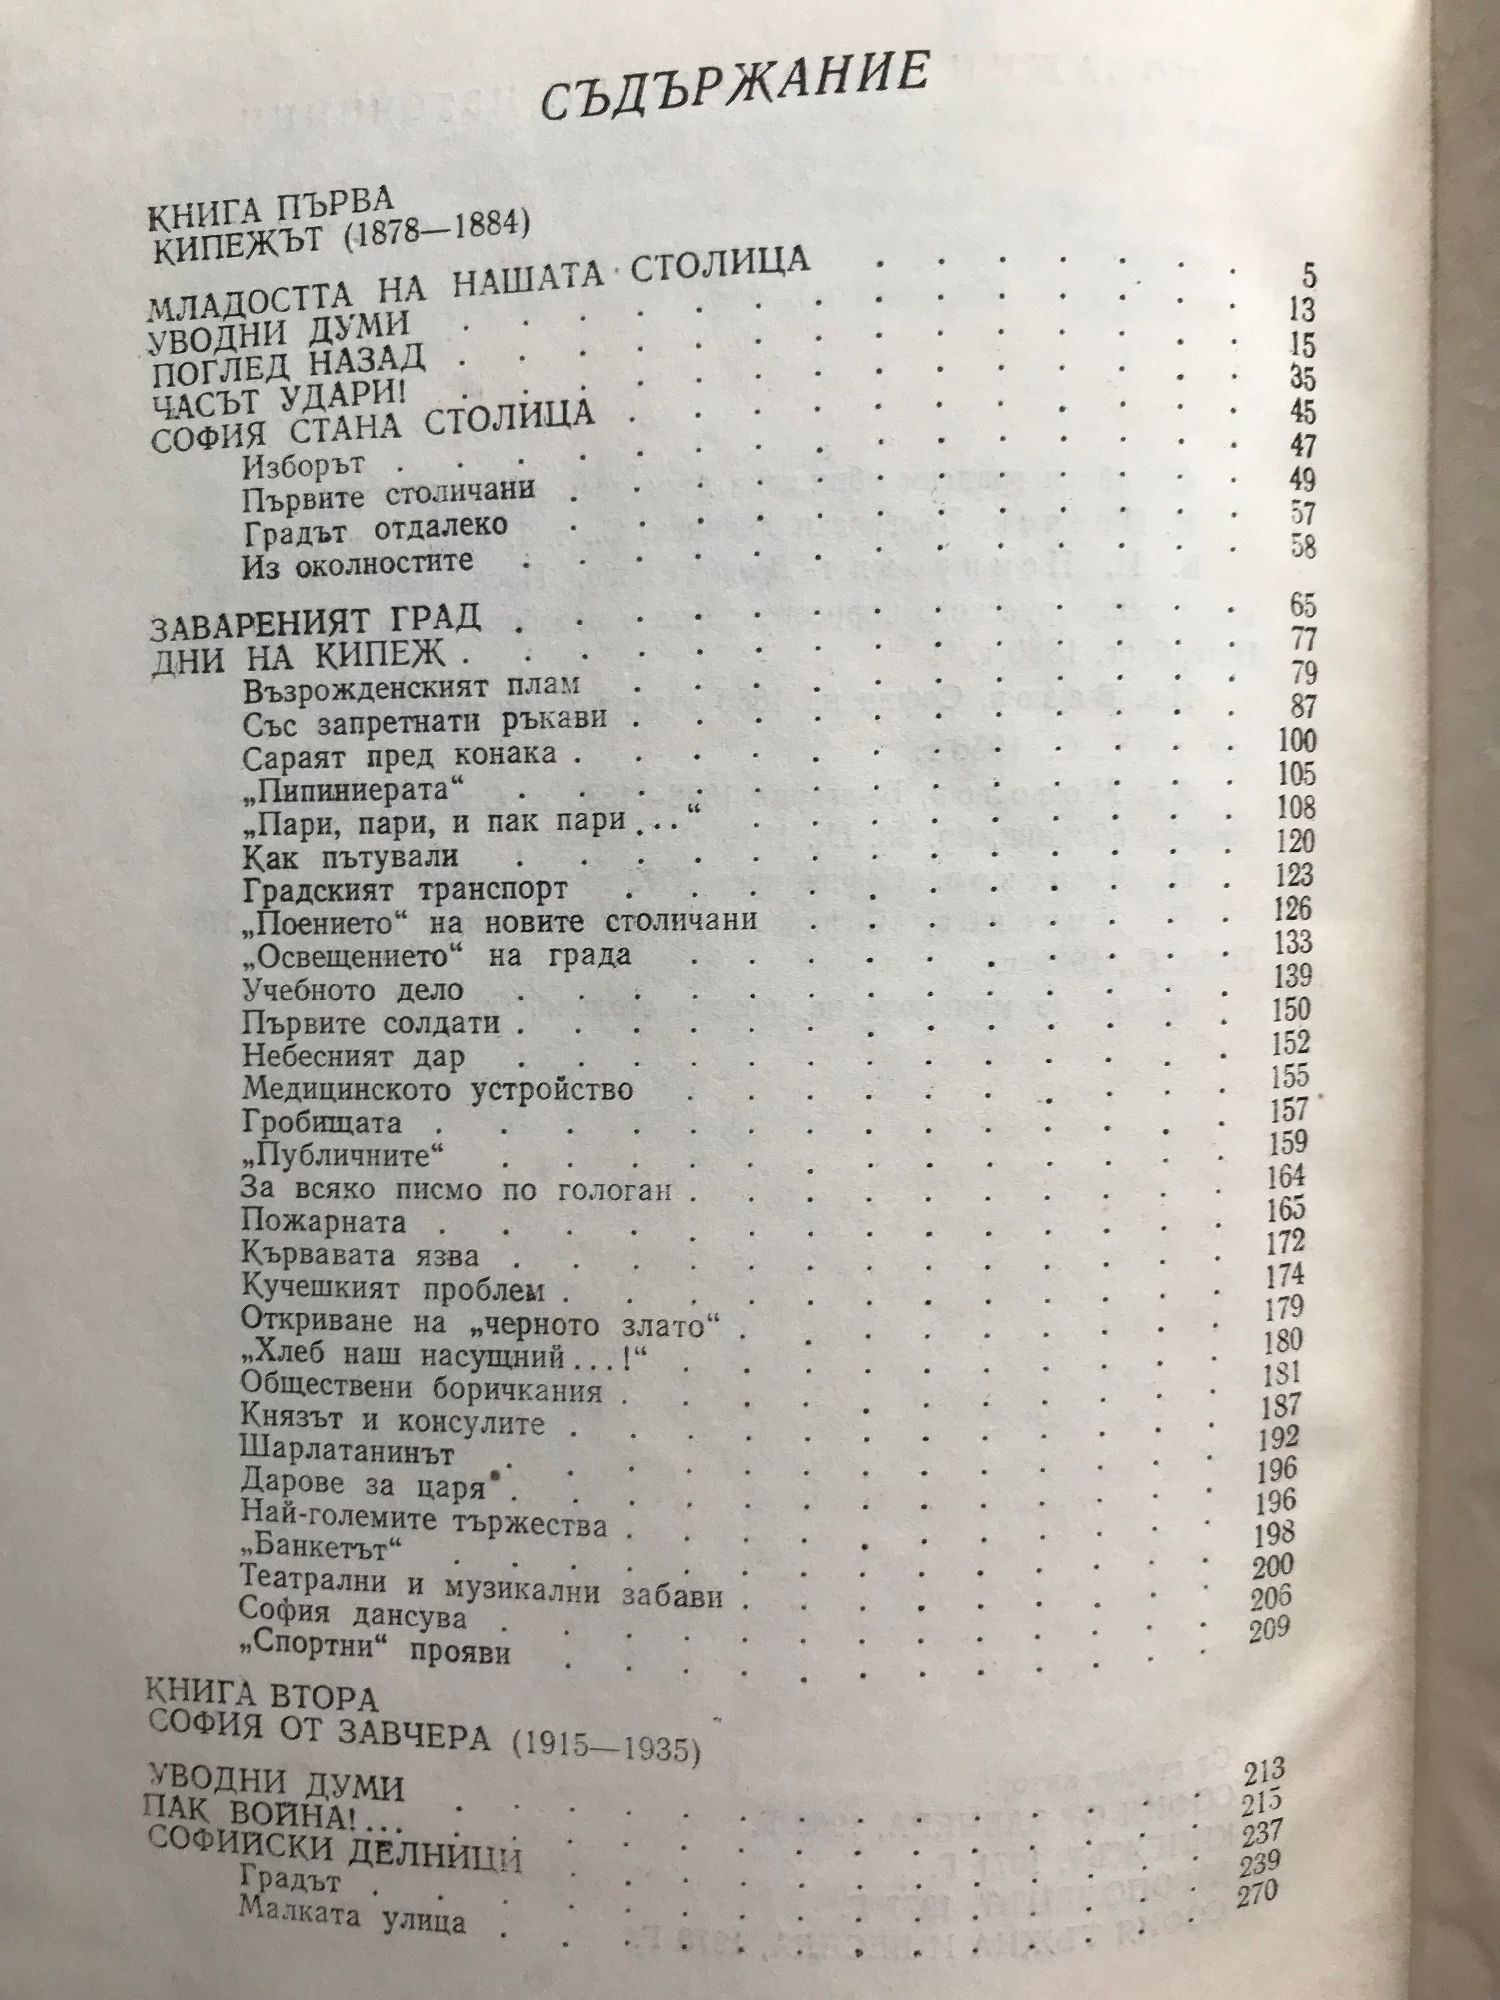 СЪДЪРЖАНИЕ
КНИГА ПЪРВА
КИПЕЖЪТ (1878—1884)
МЛАДОСТТА НА НАШАТА СТОЛИЦА . . . . . . . 5
УВОДНИ ДУМИ . . . . . . . . . . . . . 13
ПОГЛЕД НАЗАД . . . . . . . . . . . . . 15
ЧАСЪТ УДАРИ! . . . . . . . . . . . . . 35
СОФИЯ СТАНА СТОЛИЦА . . . . . . . . . . . 45
Изборът . . . . . . . . . . . . . . . 47
Първите столичани . . . . . . . . . . . . 49
Градът отдалеко . . . . . . . . . . . . 57
Из околностите . . . . . . . . . . . . . 58
ЗАВАРЕНИЯТ ГРАД . . . . . . . . . . . . . 65
ДНИ НА КИПЕЖ . . . . . . . . . . . . . . 77
Възрожденският плам . . . . . . . . . . . 79
Със запретнати ръкави . . . . . . . . . . . 87
Сараят пред конака . . . . . . . . . . . . 100
„Пипиниерата“ . . . . . . . . . . . . . 105
„Пари, пари, и пак пари ...“ . . . . . . . . . 108
Как пътували . . . . . . . . . . . . . 120
Градският транспорт . . . . . . . . . . . 123
„Поението“ на новите столичани . . . . . . . . 126
„Освещението“ на града . . . . . . . . . . 133
Учебното дело . . . . . . . . . . . . . 139
Първите солдати . . . . . . . . . . . . . 150
Небесният дар . . . . . . . . . . . . . 152
Медицинското устройство . . . . . . . . . . 155
Гробищата . . . . . . . . . . . . . . 157
„Публичните“ . . . . . . . . . . . . . 159
За всяко писмо по гологан . . . . . . . . . . 164
Пожарната . . . . . . . . . . . . . . 165
Кървавата язва . . . . . . . . . . . . . 172
Кучешкият проблем . . . . . . . . . . . . 174
Откриване на „черното злато“ . . . . . . . . . 179
„Хлеб наш насущний...!“ . . . . . . . . . . 180
Обществени боричкания . . . . . . . . . . . 181
Князът и консулите . . . . . . . . . . . . 187
Шарлатанинът . . . . . . . . . . . . . 192
Дарове за царя . . . . . . . . . . . . . 196
Най-големите тържества . . . . . . . . . . . 196
„Банкетът“ . . . . . . . . . . . . . . 198
Театрални и музикални забави . . . . . . . . . 200
София дансува . . . . . . . . . . . . . 206
„Спортни“ прояви . . . . . . . . . . . . 209
КНИГА ВТОРА
СОФИЯ ОТ ЗАВЧЕРА (1915—1935)
УВОДНИ ДУМИ . . . . . . . . . . . . . 213
ПАК ВОЙНА!... . . . . . . . . . . . . . 215
СОФИЙСКИ ДЕЛНИЦИ . . . . . . . . . . . 237
Градът . . . . . . . . . . . . . . . 239
Малката улица . . . . . . . . . . . . . 270